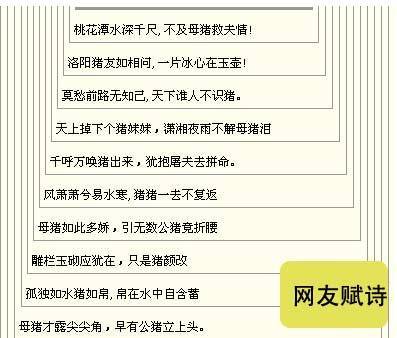 桃花潭水深千尺,不及母猪救夫情!
洛阳猪友如相问,一片冰心在玉壶!
莫愁前路无知己,天下谁人不识猪。
天上掉下个猪妹妹，潇湘夜雨不解母猪泪
千呼万唤猪出来，犹抱屠夫去拼命。
风萧萧兮易水寒,猪猪一去不复返
母猪如此多娇，引无数公猪竞折腰
雕栏玉砌应犹在，只是猪颜改
孤独如水猪如帛,帛在水中自含蓄
母猪才露尖尖角，早有公猪立上头。
网友赋诗